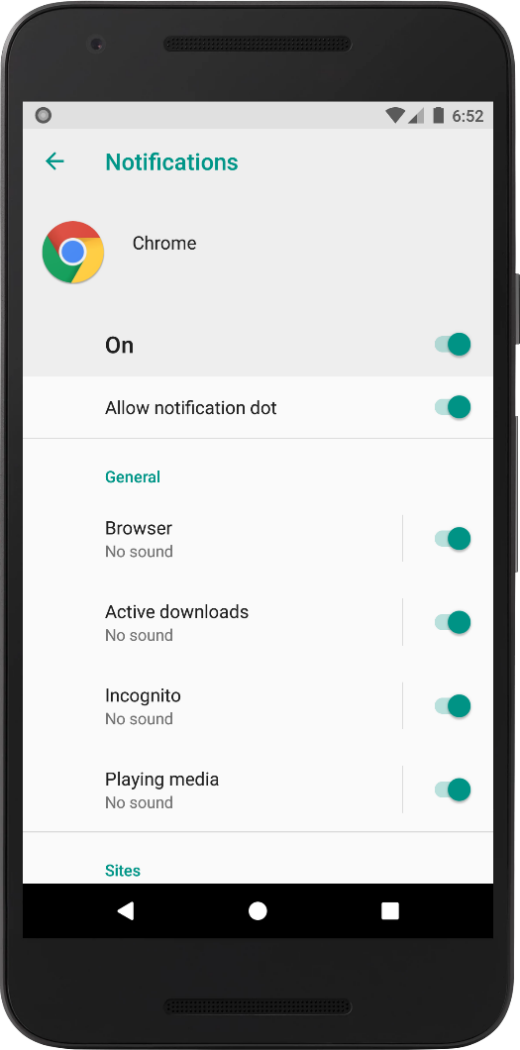 6:52
Notifications
Chrome
On
Allow notification dot
General
Browser
No sound
Active downloads
No sound
Incognito
No sound
Playing media
No sound
Sites